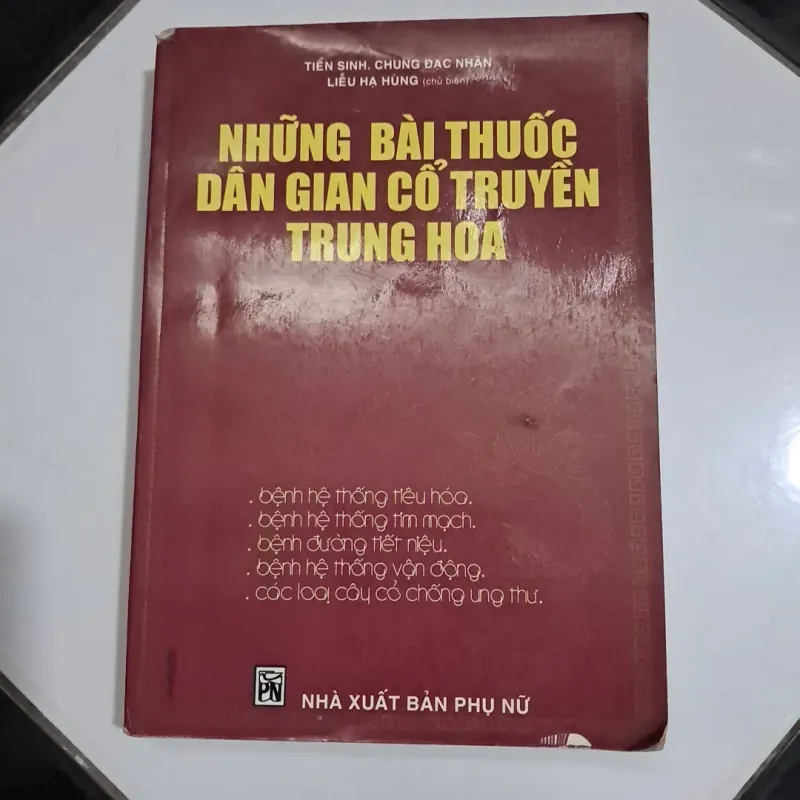 TIẾN SINH. CHUNG ĐẠC NHÂN
LIỄU HẠ HÙNG (chủ biên)
NHỮNG BÀI THUỐC
DÂN GIAN CỔ TRUYỀN
TRUNG HOA
. bệnh hệ thống tiêu hóa.
. bệnh hệ thống tim mạch.
. bệnh đường tiết niệu.
. bệnh hệ thống vận động.
. các loại cây cỏ chống ung thư.
PN
NHÀ XUẤT BẢN PHỤ NỮ